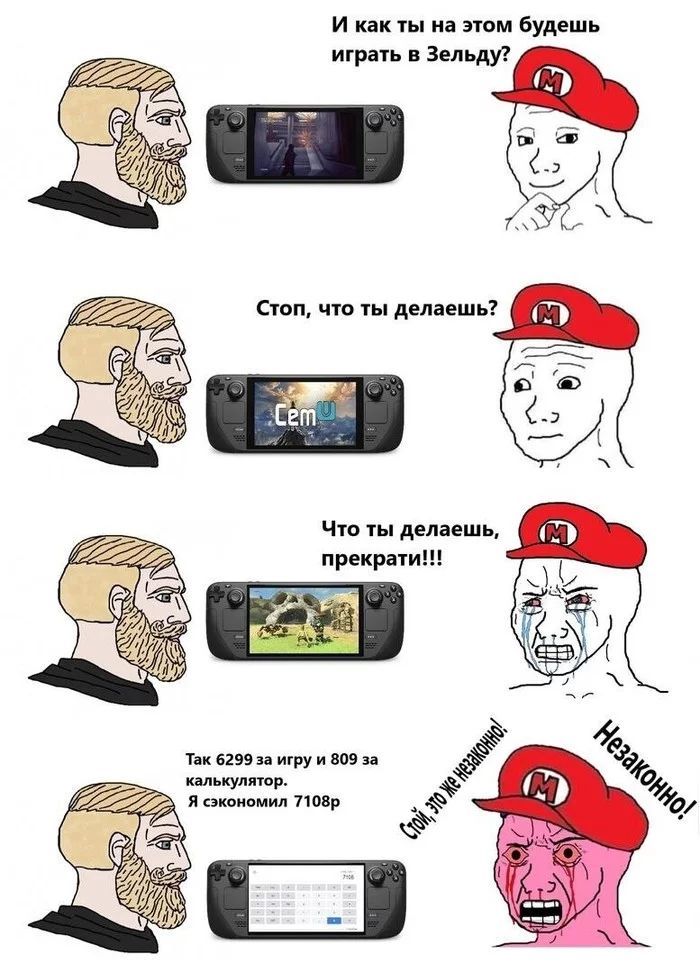 И как ты на этом будешь
играть в Зельду?
M
Стоп, что ты делаешь?
M
Cemu
Что ты делаешь,
прекрати!!!
M
Так 6299 за игру и 809 за
калькулятор.
Я сэкономил 7108р
Стой, это же незаконно!
Незаконно!
M
7108